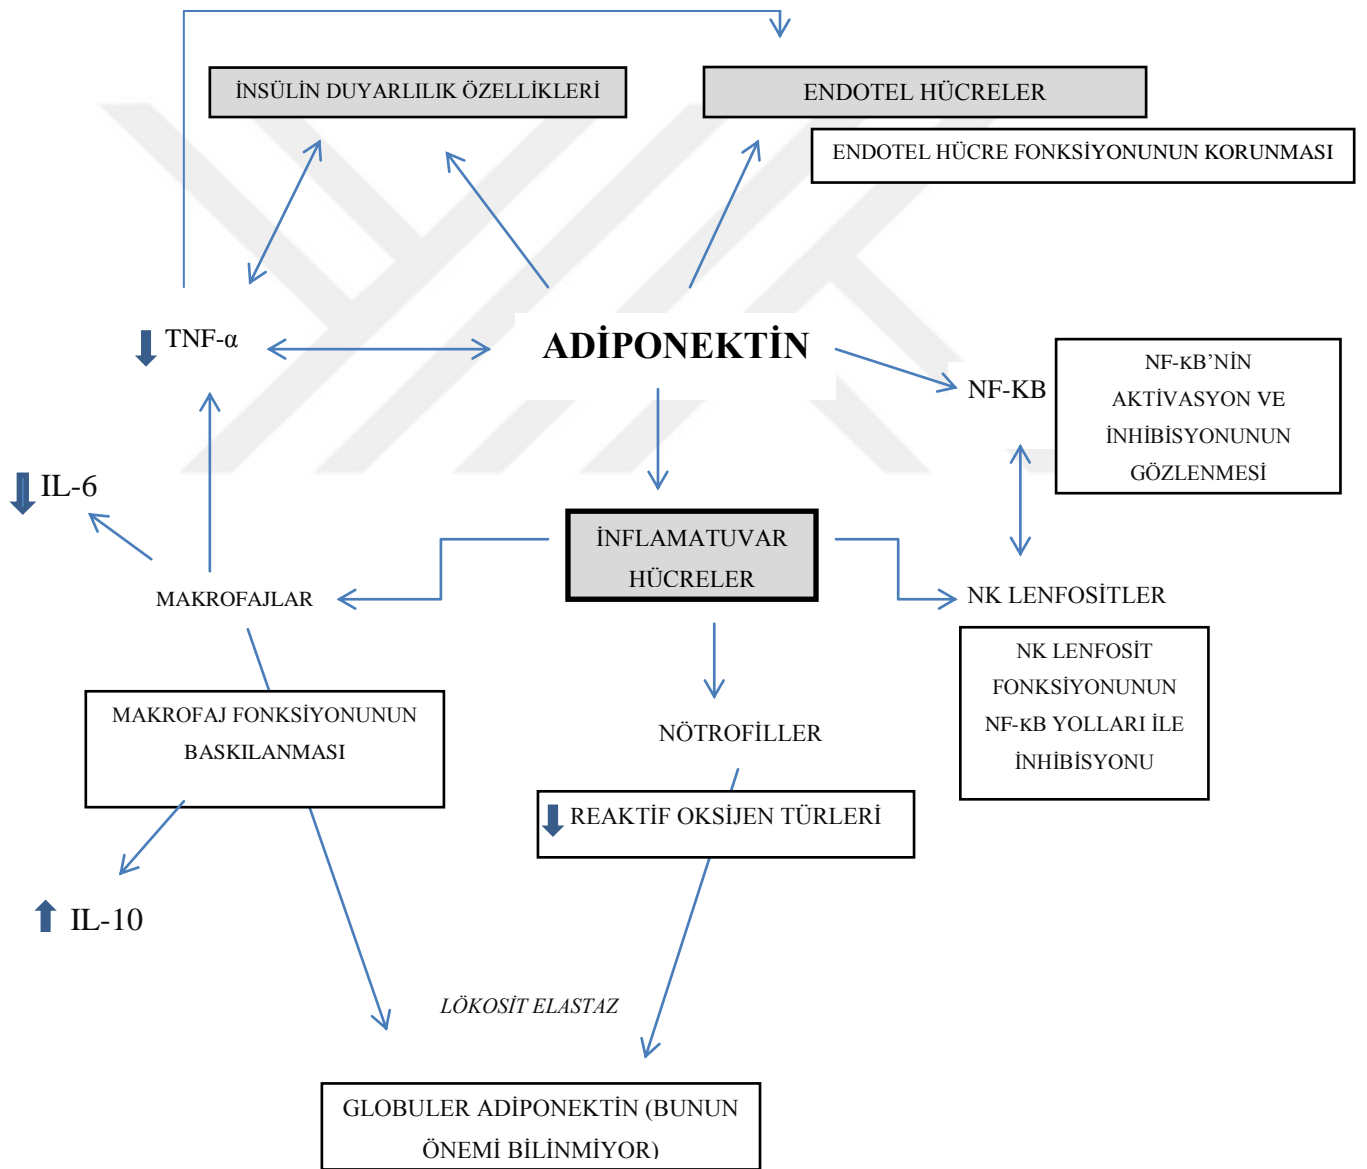 İNSÜLİN DUYARLILIK ÖZELLİKLERİ
ENDOTEL HÜCRELER
ENDOTEL HÜCRE FONKSİYONUNUN KORUNMASI
TNF-α
ADİPONEKTİN
NF-KB
NF-κB’NİN
AKTİVASYON VE
İNHİBİSYONUNUN
GÖZLENMESİ
IL-6
İNFLAMATUVAR
HÜCRELER
MAKROFAJLAR
NK LENFOSİTLER
NK LENFOSİT
FONKSİYONUNUN
NF-κB YOLLARI İLE
İNHİBİSYONU
MAKROFAJ FONKSİYONUNUN
BASKILANMASI
NÖTROFİLLER
REAKTİF OKSİJEN TÜRLERİ
IL-10
LÖKOSİT ELASTAZ
GLOBULER ADİPONEKTİN (BUNUN
ÖNEMİ BİLİNMİYOR)